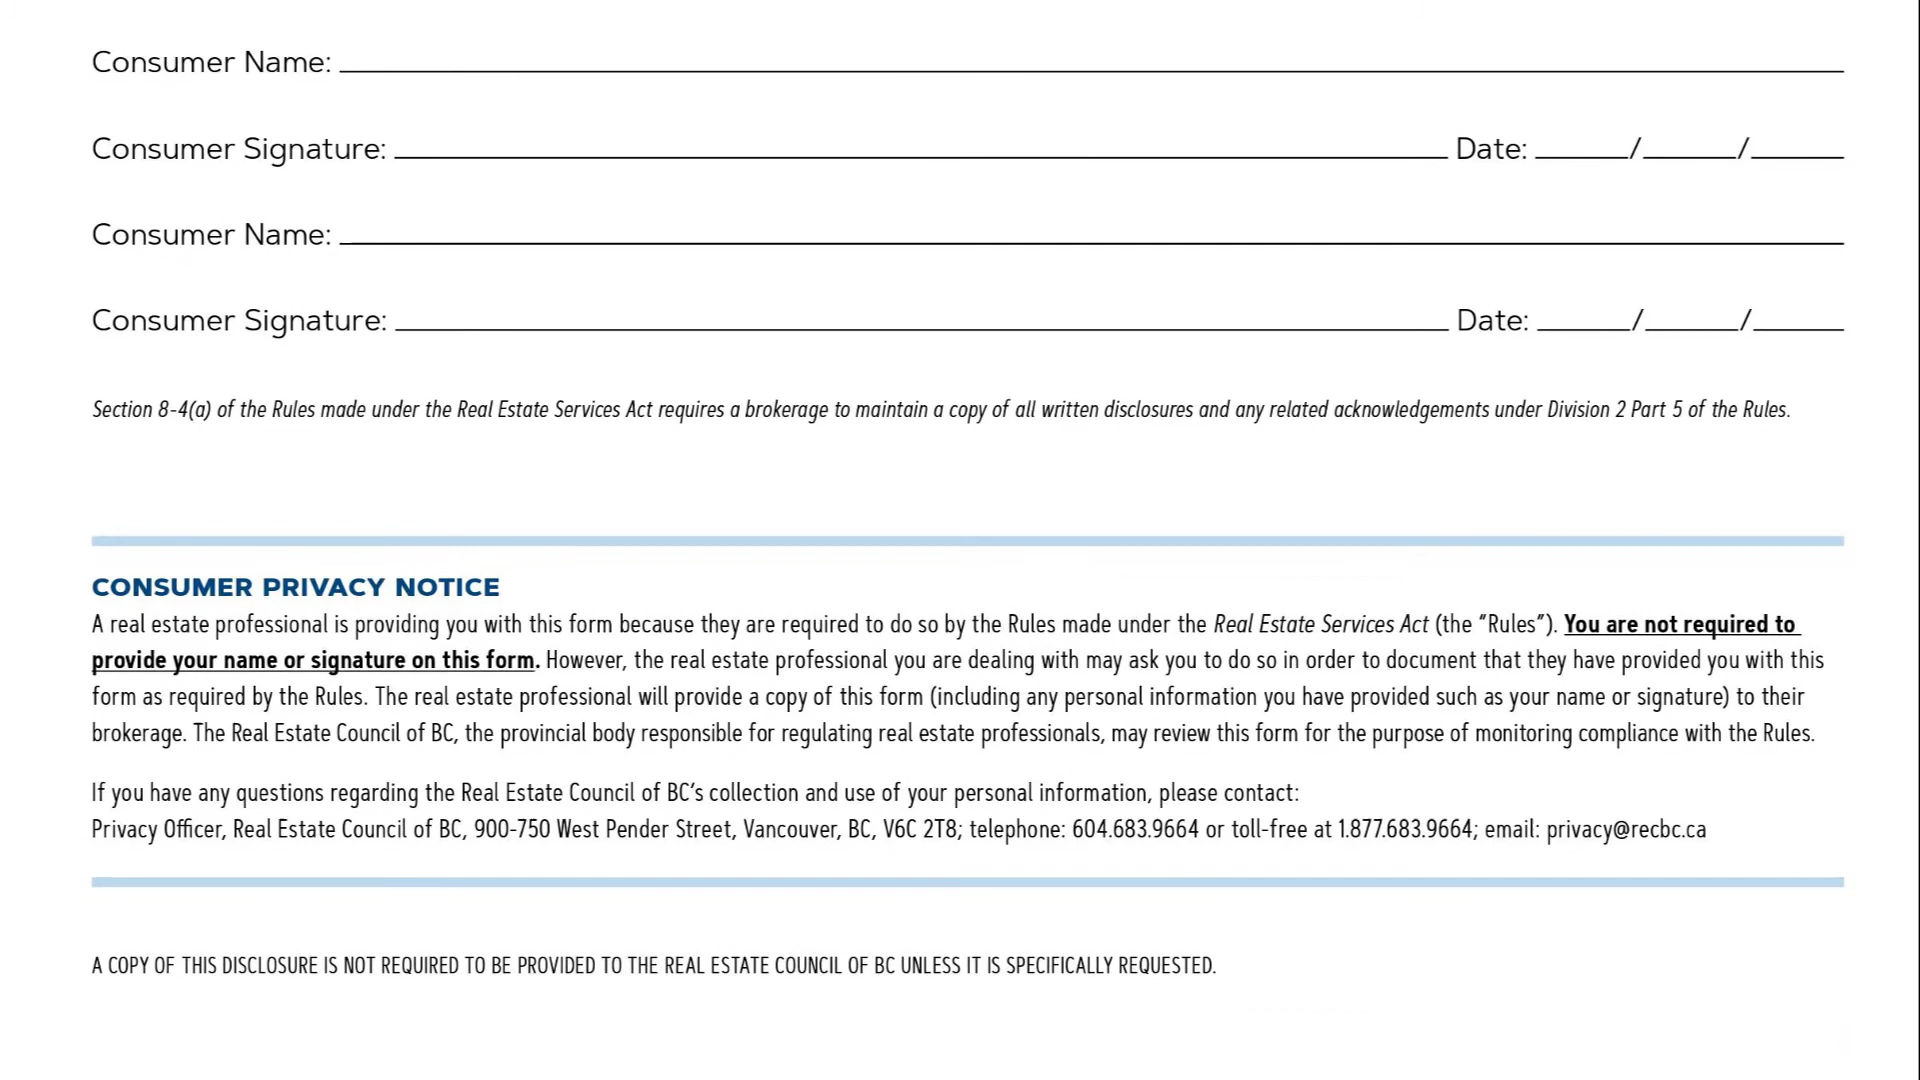 Consumer Name:
Consumer Signature: Date: / /
Consumer Name:
Consumer Signature: Date: / /
Section 8-4(a) of the Rules made under the Real Estate Services Act requires a brokerage to maintain a copy of all written disclosures and any related acknowledgements under Division 2 Part 5 of the Rules.
CONSUMER PRIVACY NOTICE
A real estate professional is providing you with this form because they are required to do so by the Rules made under the Real Estate Services Act (the “Rules”). You are not required to
provide your name or signature on this form. However, the real estate professional you are dealing with may ask you to do so in order to document that they have provided you with this
form as required by the Rules. The real estate professional will provide a copy of this form (including any personal information you have provided such as your name or signature) to their
brokerage. The Real Estate Council of BC, the provincial body responsible for regulating real estate professionals, may review this form for the purpose of monitoring compliance with the Rules.
If you have any questions regarding the Real Estate Council of BC’s collection and use of your personal information, please contact:
Privacy Officer, Real Estate Council of BC, 900-750 West Pender Street, Vancouver, BC, V6C 2T8; telephone: 604.683.9664 or toll-free at 1.877.683.9664; email: privacy@recbc.ca
A COPY OF THIS DISCLOSURE IS NOT REQUIRED TO BE PROVIDED TO THE REAL ESTATE COUNCIL OF BC UNLESS IT IS SPECIFICALLY REQUESTED.